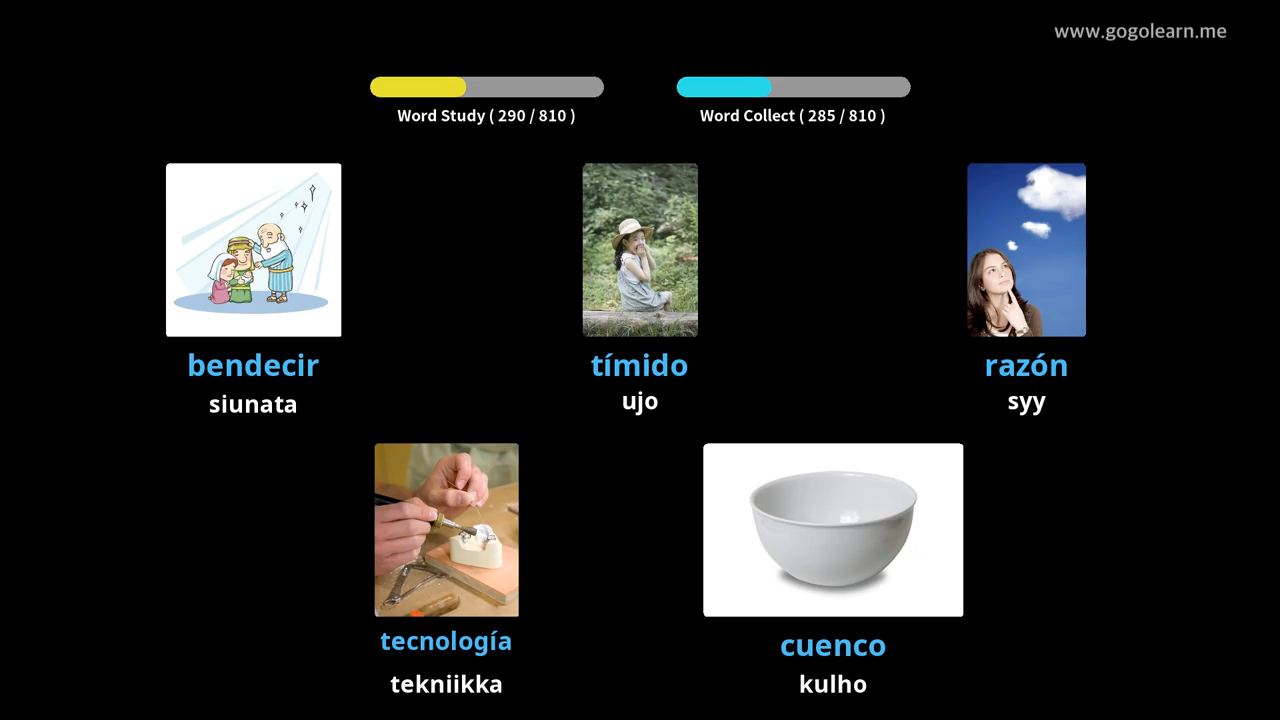 www.gogolearn.me
Word Study ( 290 / 810 )
Word Collect ( 285 / 810 )
bendecir
siunata
tímido
ujo
razón
syy
tecnología
tekniikka
cuenco
kulho